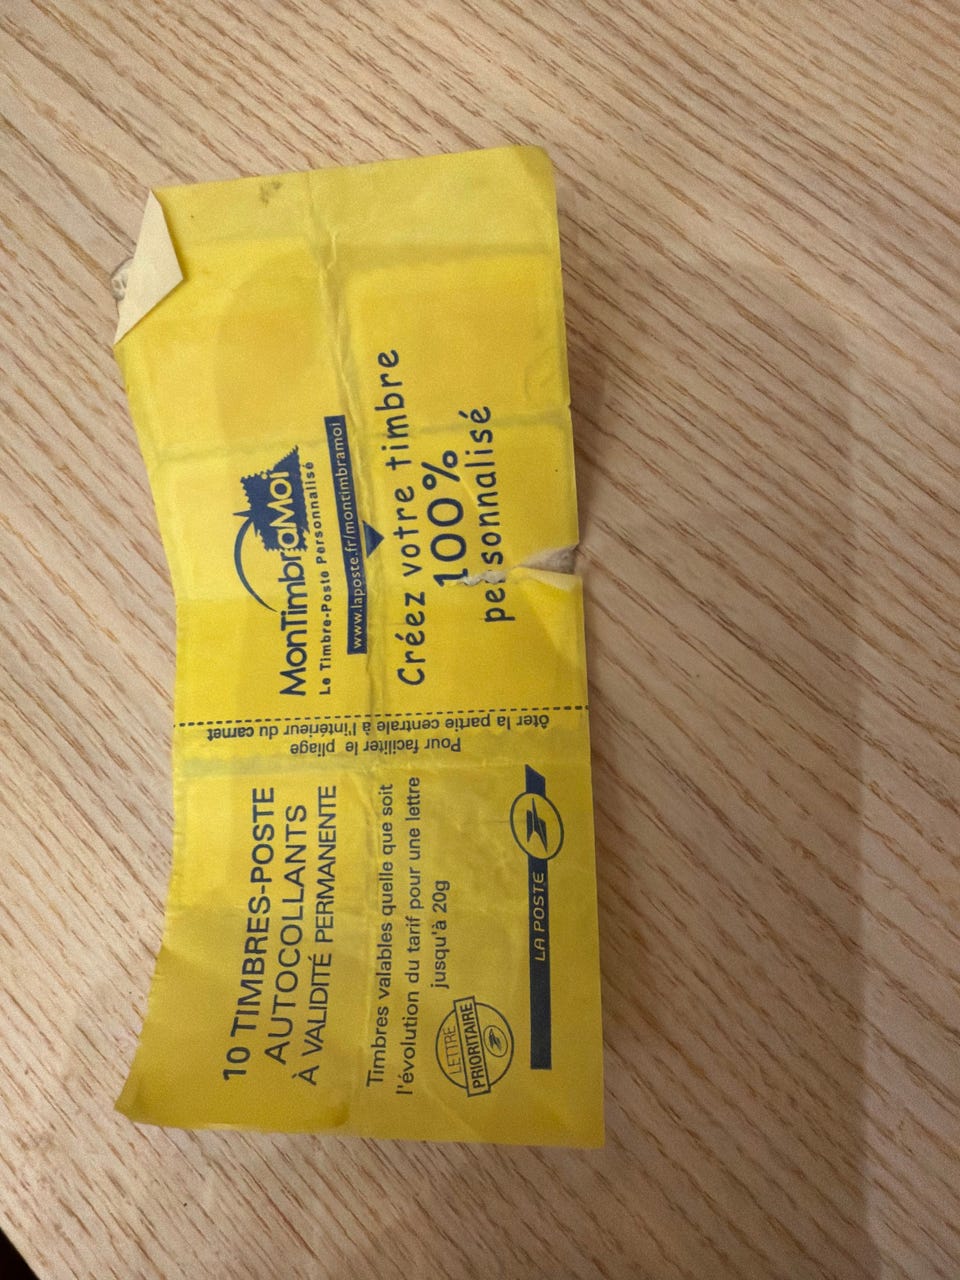 10 TIMBRES-POSTE
AUTOCOLLANTS
À VALIDITÉ PERMANENTE
Timbres valables quelle que soit
l'évolution du tarif pour une lettre
jusqu'à 20g
LETTRE
PRIORITAIRE
LA POSTE
Pour faciliter le pliage
ôter la partie centrale à l'intérieur du carnet
MonTimbraMoi
Le Timbre-Poste Personnalisé
www.laposte.fr/montimbramoi
Créez votre timbre
100%
personnalisé